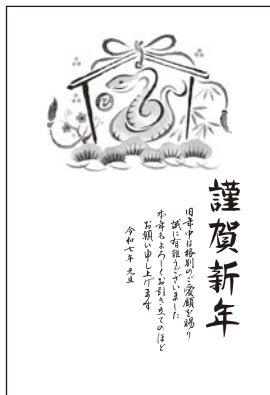 謹賀新年
旧年中は格別のご愛顧を賜り
誠に有難うございました
本年もよろしくお引き立てのほど
お願い申し上げます
令和七年 元旦